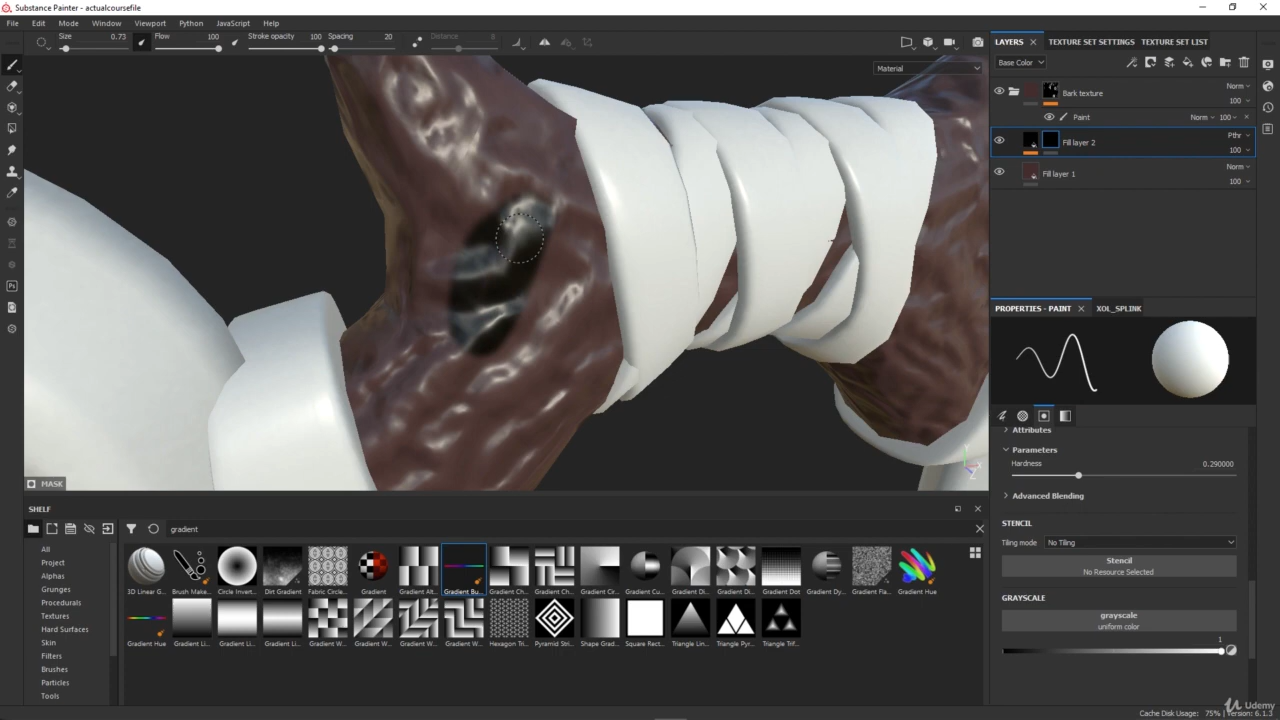 Substance Painter - actualcoursefile
File Edit Mode Window Viewport Python JavaScript Help
Size 0.73 Flow 100 Stroke opacity 100 Spacing 20 Distance 8
Material
LAYERS TEXTURE SET SETTINGS TEXTURE SET LIST
Base Color
Bark texture Norm 100
Paint Norm 100
Fill layer 2 Pthr 100
Fill layer 1 Norm 100
PROPERTIES - PAINT XOL_SPLINK
Attributes
Parameters
Hardness 0.290000
Advanced Blending
STENCIL
Tiling mode No Tiling
Stencil
No Resource Selected
GRAYSCALE
grayscale
uniform color
1
MASK
SHELF
gradient
All
Project
Alphas
Grunges
Procedurals
Textures
Hard Surfaces
Skin
Filters
Brushes
Particles
Tools
3D Linear G... Brush Make... Circle Invert... Dirt Gradient Fabric Circle... Gradient Gradient Alt... Gradient Bu... Gradient Ch... Gradient Ch... Gradient Cir... Gradient Cu... Gradient Di... Gradient Di... Gradient Dot Gradient Dy... Gradient Fla... Gradient Hue
Gradient Hue Gradient Li... Gradient Li... Gradient Li... Gradient W... Gradient W... Gradient W... Gradient W... Hexagon Tri... Pyramid Stri... Shape Grad... Square Rect... Triangle Lin... Triangle Pyr... Triangle Trif...
Ps
Y
X
Z
Cache Disk Usage: 75% | Version: 6.1.3
Udemy